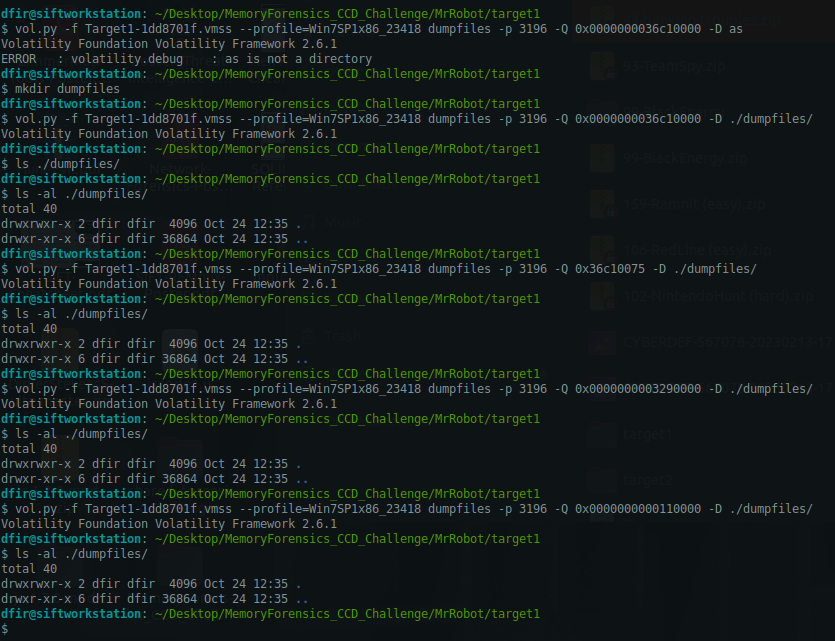 dfir@siftworkstation: ~/Desktop/MemoryForensics_CCD_Challenge/MrRobot/target1
$ vol.py -f Target1-1dd8701f.vmss --profile=Win7SP1x86_23418 dumpfiles -p 3196 -Q 0x0000000036c10000 -D as
Volatility Foundation Volatility Framework 2.6.1
ERROR   : volatility.debug    : as is not a directory
dfir@siftworkstation: ~/Desktop/MemoryForensics_CCD_Challenge/MrRobot/target1
$ mkdir dumpfiles
dfir@siftworkstation: ~/Desktop/MemoryForensics_CCD_Challenge/MrRobot/target1
$ vol.py -f Target1-1dd8701f.vmss --profile=Win7SP1x86_23418 dumpfiles -p 3196 -Q 0x0000000036c10000 -D ./dumpfiles/
Volatility Foundation Volatility Framework 2.6.1
dfir@siftworkstation: ~/Desktop/MemoryForensics_CCD_Challenge/MrRobot/target1
$ ls ./dumpfiles/
dfir@siftworkstation: ~/Desktop/MemoryForensics_CCD_Challenge/MrRobot/target1
$ ls -al ./dumpfiles/
total 40
drwxrwxr-x 2 dfir dfir  4096 Oct 24 12:35 .
drwxr-xr-x 6 dfir dfir 36864 Oct 24 12:35 ..
dfir@siftworkstation: ~/Desktop/MemoryForensics_CCD_Challenge/MrRobot/target1
$ vol.py -f Target1-1dd8701f.vmss --profile=Win7SP1x86_23418 dumpfiles -p 3196 -Q 0x36c10075 -D ./dumpfiles/
Volatility Foundation Volatility Framework 2.6.1
dfir@siftworkstation: ~/Desktop/MemoryForensics_CCD_Challenge/MrRobot/target1
$ ls -al ./dumpfiles/
total 40
drwxrwxr-x 2 dfir dfir  4096 Oct 24 12:35 .
drwxr-xr-x 6 dfir dfir 36864 Oct 24 12:35 ..
dfir@siftworkstation: ~/Desktop/MemoryForensics_CCD_Challenge/MrRobot/target1
$ vol.py -f Target1-1dd8701f.vmss --profile=Win7SP1x86_23418 dumpfiles -p 3196 -Q 0x0000000003290000 -D ./dumpfiles/
Volatility Foundation Volatility Framework 2.6.1
dfir@siftworkstation: ~/Desktop/MemoryForensics_CCD_Challenge/MrRobot/target1
$ ls -al ./dumpfiles/
total 40
drwxrwxr-x 2 dfir dfir  4096 Oct 24 12:35 .
drwxr-xr-x 6 dfir dfir 36864 Oct 24 12:35 ..
dfir@siftworkstation: ~/Desktop/MemoryForensics_CCD_Challenge/MrRobot/target1
$ vol.py -f Target1-1dd8701f.vmss --profile=Win7SP1x86_23418 dumpfiles -p 3196 -Q 0x0000000000110000 -D ./dumpfiles/
Volatility Foundation Volatility Framework 2.6.1
dfir@siftworkstation: ~/Desktop/MemoryForensics_CCD_Challenge/MrRobot/target1
$ ls -al ./dumpfiles/
total 40
drwxrwxr-x 2 dfir dfir  4096 Oct 24 12:35 .
drwxr-xr-x 6 dfir dfir 36864 Oct 24 12:35 ..
dfir@siftworkstation: ~/Desktop/MemoryForensics_CCD_Challenge/MrRobot/target1
$